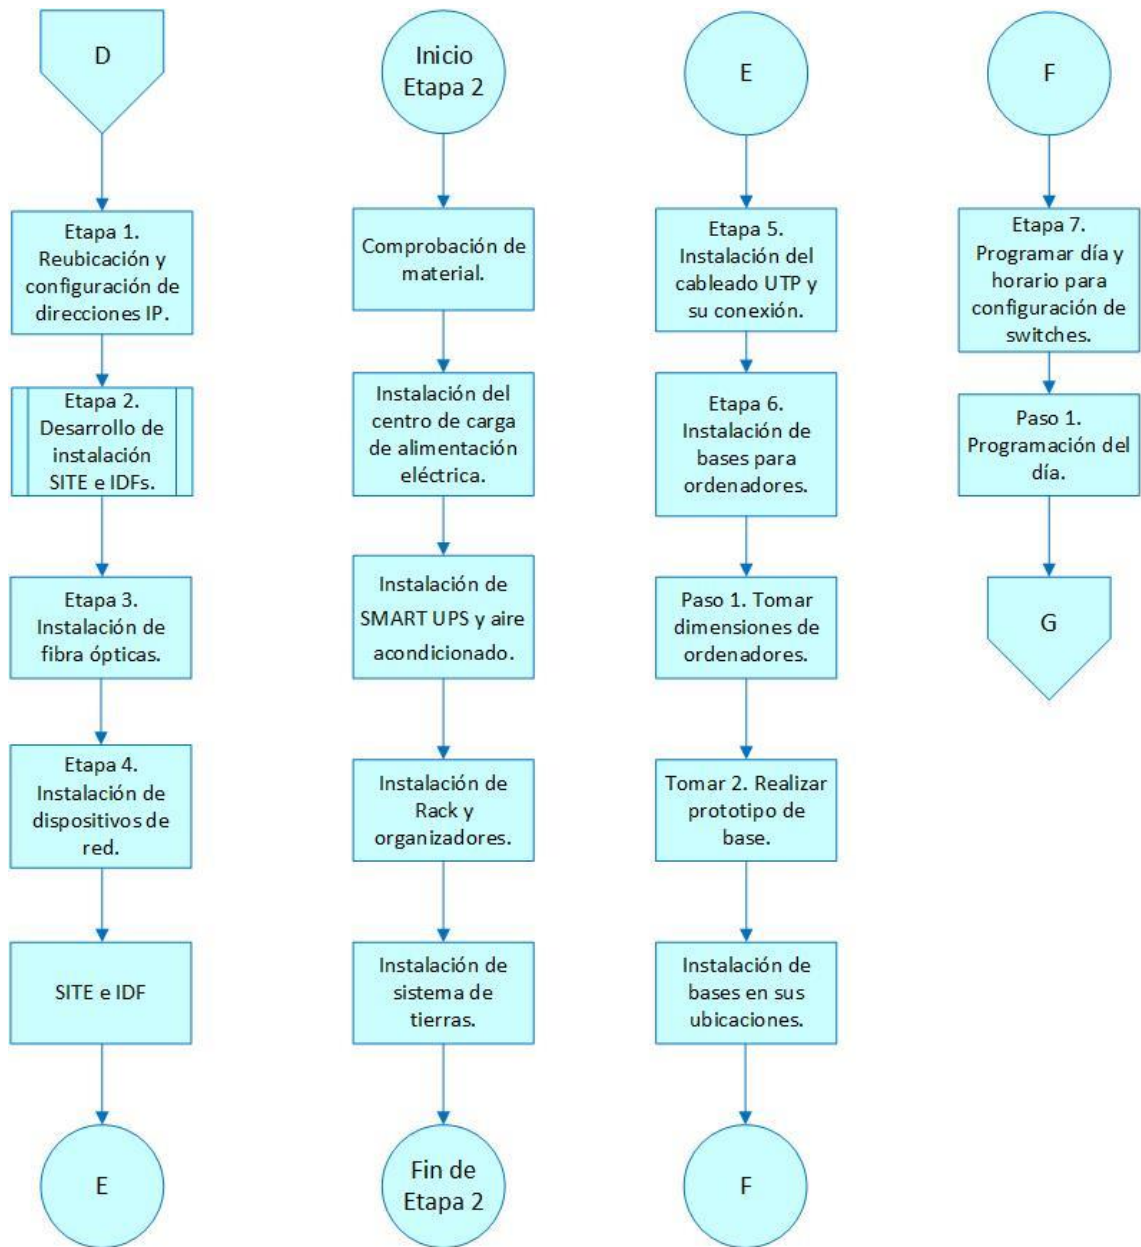 D
Etapa 1.
Reubicación y
configuración de
direcciones IP.
Etapa 2.
Desarrollo de
instalación
SITE e IDFs.
Etapa 3.
Instalación de
fibra ópticas.
Etapa 4.
Instalación de
dispositivos de
red.
SITE e IDF
E
Inicio
Etapa 2
Comprobación de
material.
Instalación del
centro de carga
de alimentación
eléctrica.
Instalación de
SMART UPS y aire
acondicionado.
Instalación de
Rack y
organizadores.
Instalación de
sistema de
tierras.
Fin de
Etapa 2
E
Etapa 5.
Instalación del
cableado UTP y
su conexión.
Etapa 6.
Instalación de
bases para
ordenadores.
Paso 1. Tomar
dimensiones de
ordenadores.
Tomar 2. Realizar
prototipo de
base.
Instalación de
bases en sus
ubicaciones.
F
F
Etapa 7.
Programar día y
horario para
configuración de
switches.
Paso 1.
Programación del
día.
G